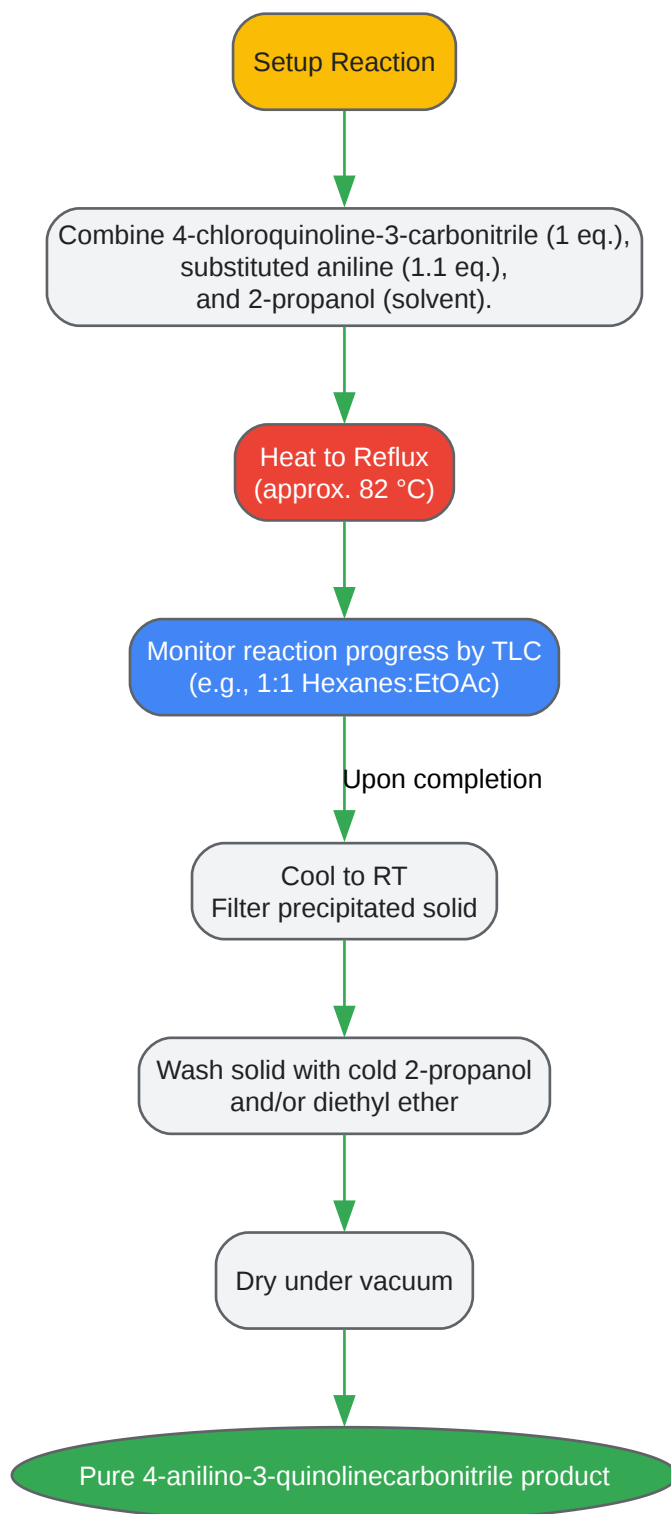 Setup Reaction
Combine 4-chloroquinoline-3-carbonitrile (1 eq.),
substituted aniline (1.1 eq.),
and 2-propanol (solvent).
Heat to Reflux
(approx. 82 °C)
Monitor reaction progress by TLC
(e.g., 1:1 Hexanes:EtOAc)
Upon completion
Cool to RT
Filter precipitated solid
Wash solid with cold 2-propanol
and/or diethyl ether
Dry under vacuum
Pure 4-anilino-3-quinolinecarbonitrile product